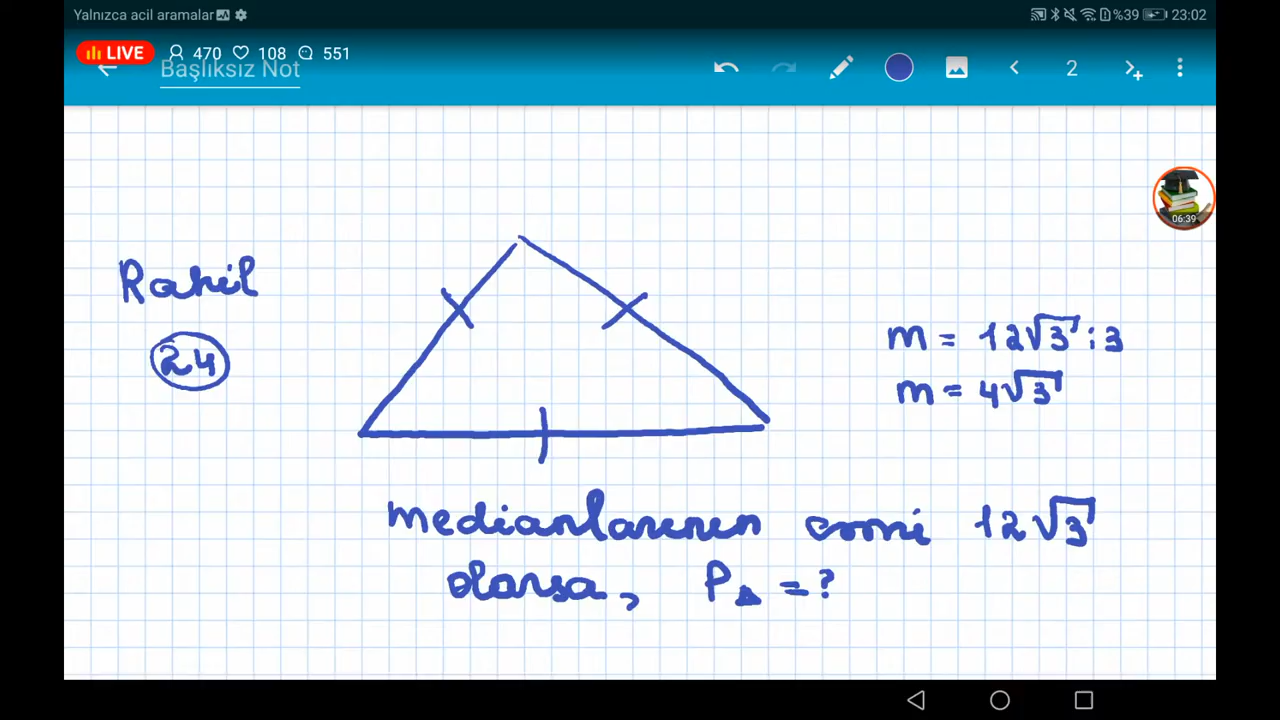 Yalnızca acil aramalar
%39 23:02
LIVE 470 108 551
Başlıksız Not
2
06:39
Rahil
24
m = 12√3 : 3
m = 4√3
medianlarının cəmi 12√3
olarsa, P△ = ?